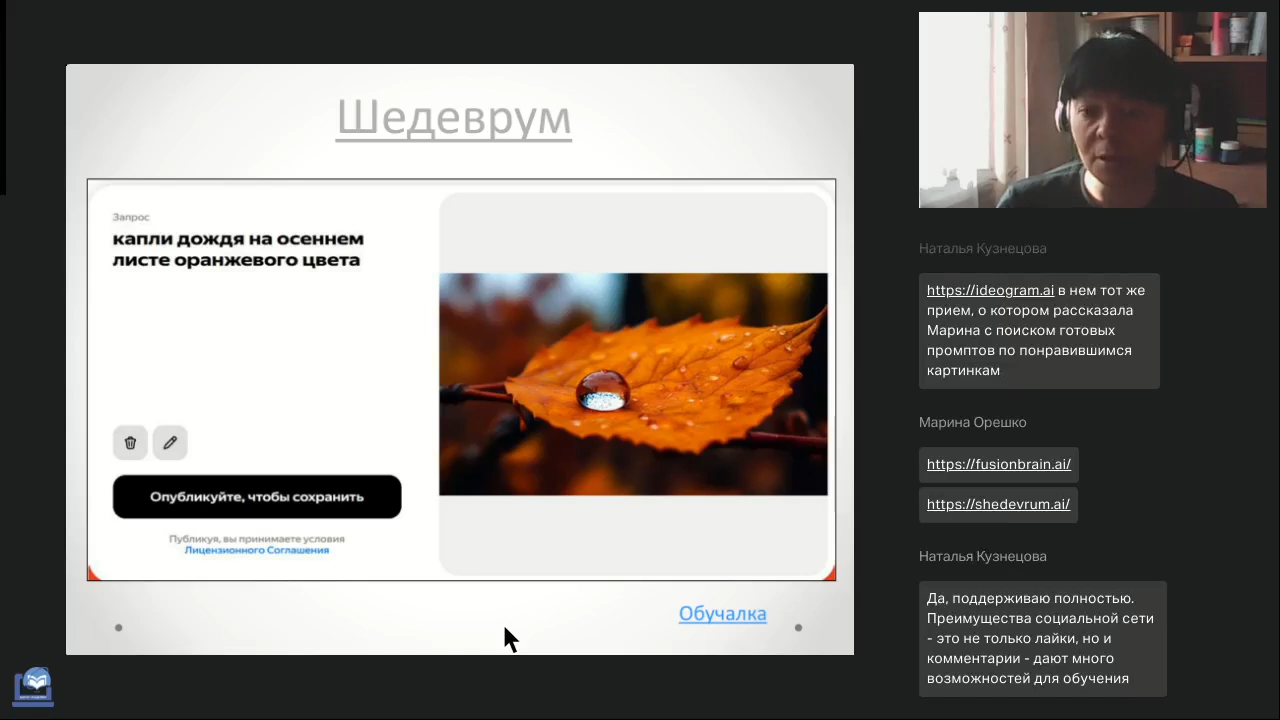 Шедеврум
Запрос
капли дождя на осеннем
листе оранжевого цвета
Опубликуйте, чтобы сохранить
Публикуя, вы принимаете условия
Лицензионного Соглашения
Обучалка
Наталья Кузнецова
https://ideogram.ai в нем тот же
прием, о котором рассказала
Марина с поиском готовых
промптов по понравившимся
картинкам
Марина Орешко
https://fusionbrain.ai/
https://shedevrum.ai/
Наталья Кузнецова
Да, поддерживаю полностью.
Преимущества социальной сети
- это не только лайки, но и
комментарии - дают много
возможностей для обучения